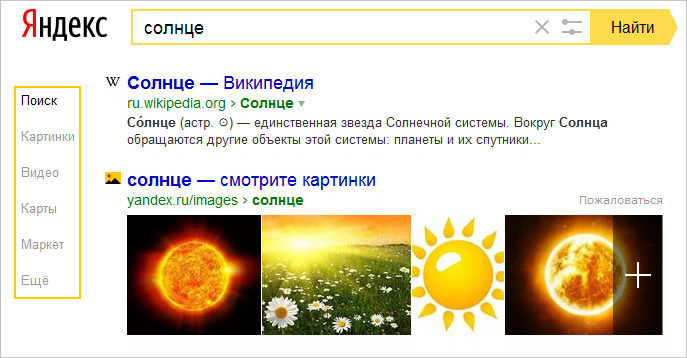 Яндекс
солнце
Найти
Поиск
Картинки
Видео
Карты
Маркет
Ещё
W Солнце — Википедия
ru.wikipedia.org › Солнце
Со́лнце (астр. ☉) — единственная звезда Солнечной системы. Вокруг Солнца
обращаются другие объекты этой системы: планеты и их спутники…
солнце — смотрите картинки
yandex.ru/images › солнце
Пожаловаться